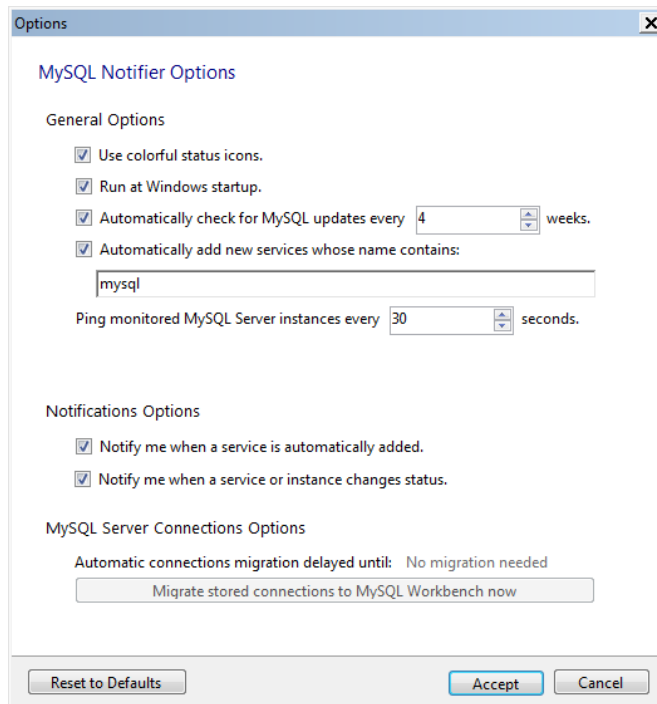 Options
MySQL Notifier Options
General Options
Use colorful status icons.
Run at Windows startup.
Automatically check for MySQL updates every 4 weeks.
Automatically add new services whose name contains:
mysql
Ping monitored MySQL Server instances every 30 seconds.
Notifications Options
Notify me when a service is automatically added.
Notify me when a service or instance changes status.
MySQL Server Connections Options
Automatic connections migration delayed until: No migration needed
Migrate stored connections to MySQL Workbench now
Reset to Defaults Accept Cancel